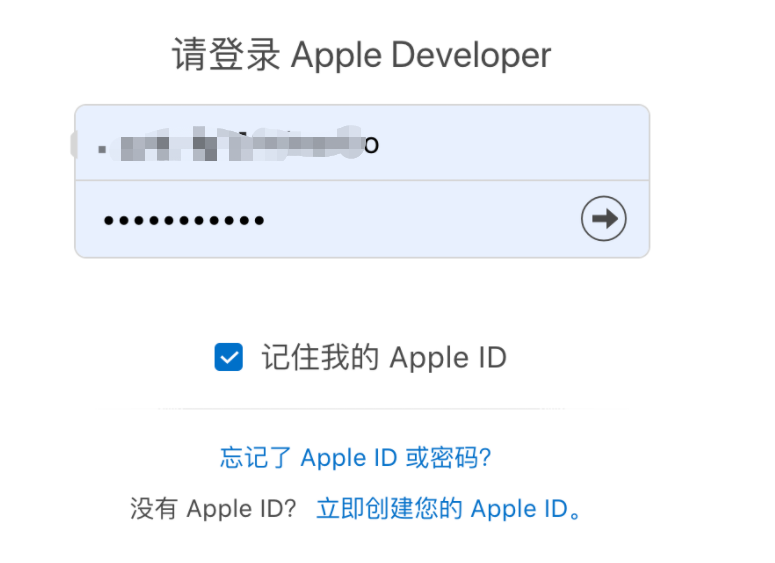 请登录 Apple Developer
•••••••••••
记住我的 Apple ID
忘记了 Apple ID 或密码?
没有 Apple ID? 立即创建您的 Apple ID。